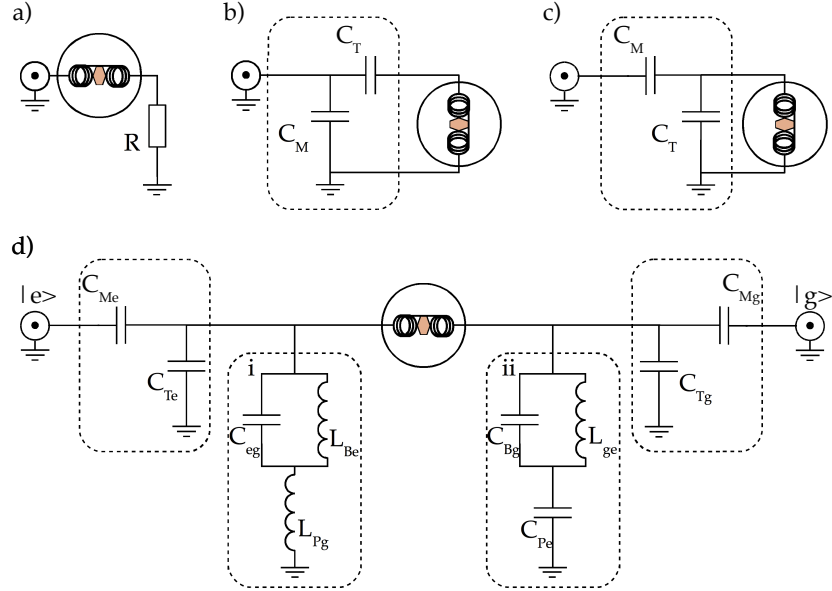 a)
b)
c)
R
C_T
C_M
C_M
C_T
d)
|e>
C_Me
C_Te
i
C_eg
L_Be
L_Pg
ii
C_Bg
L_ge
C_Pe
C_Tg
C_Mg
|g>